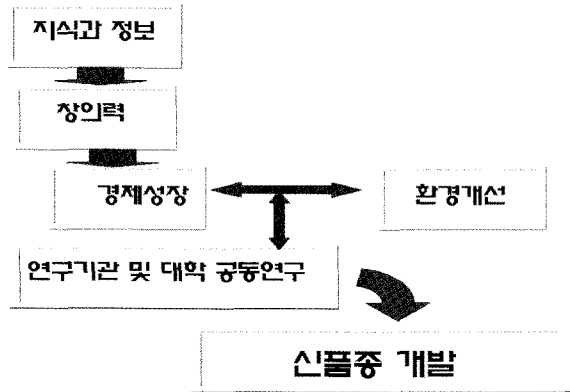 지식과 정보
창의력
경제성장
환경개선
연구기관 및 대학 공동연구
신품종 개발